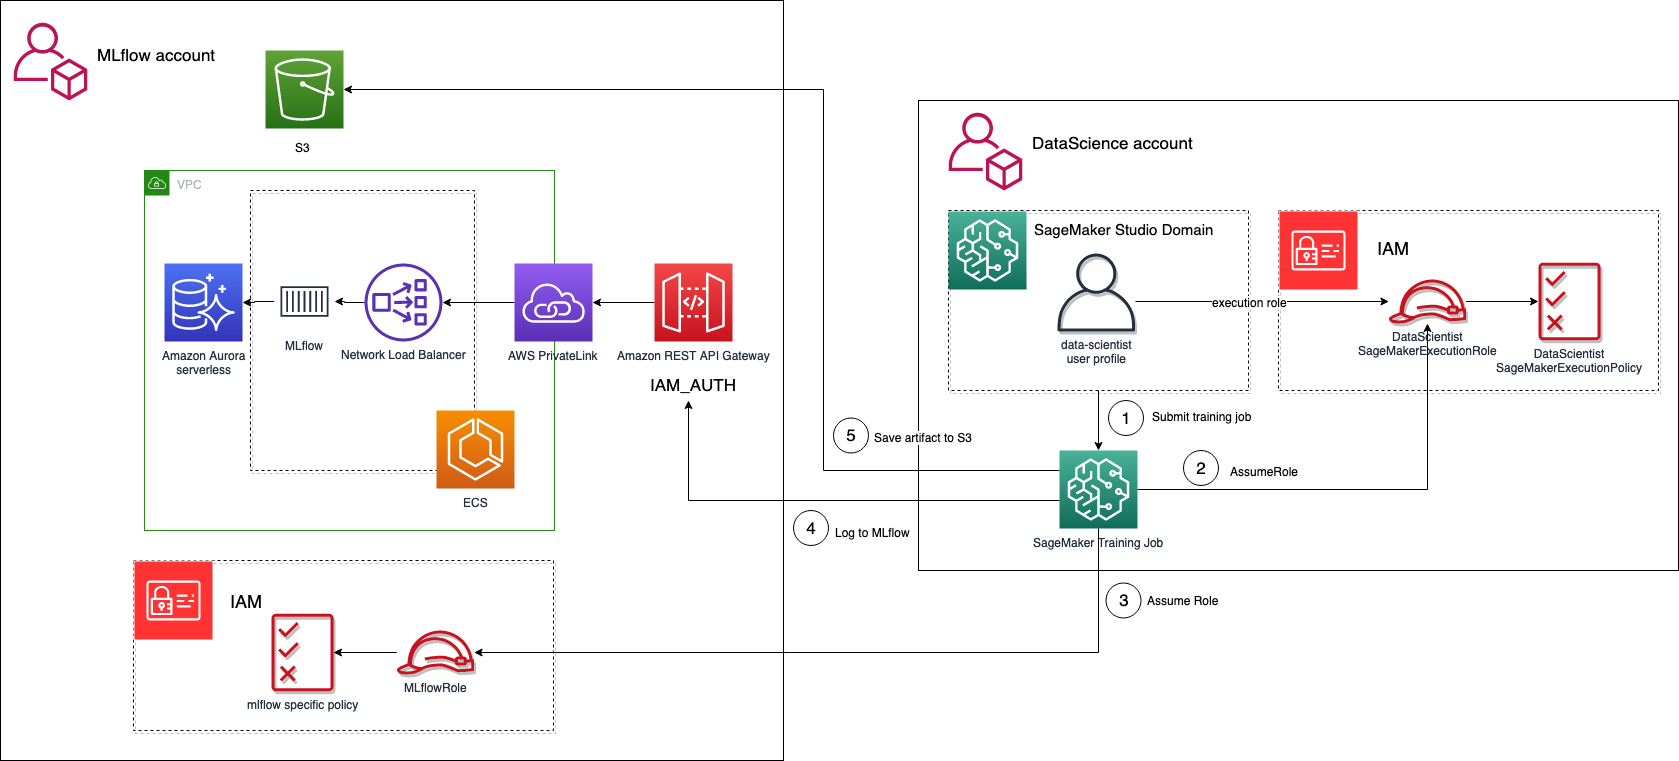 MLflow account
S3
VPC
Amazon Aurora
serverless
MLflow
Network Load Balancer
AWS PrivateLink
Amazon REST API Gateway
IAM_AUTH
ECS
IAM
mlflow specific policy
MLflowRole
DataScience account
SageMaker Studio Domain
data-scientist
user profile
execution role
IAM
DataScientist
SageMakerExecutionRole
DataScientist
SageMakerExecutionPolicy
1
Submit training job
2
AssumeRole
5
Save artifact to S3
4
Log to MLflow
SageMaker Training Job
3
Assume Role